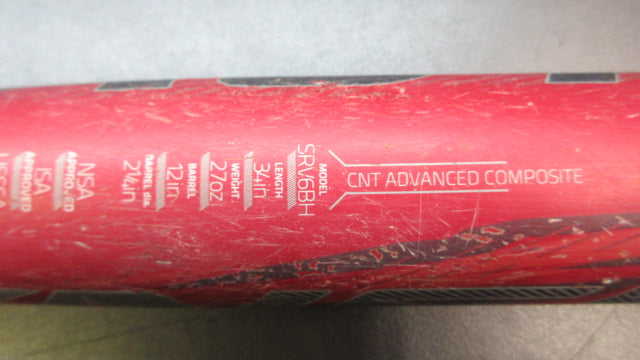 CNT ADVANCED COMPOSITE
MODEL
SRV6BH
LENGTH
34in
WEIGHT
27oz
BARREL
12in
BARREL dia.
2¼in
NSA
APPROVED
ISA
APPROVED